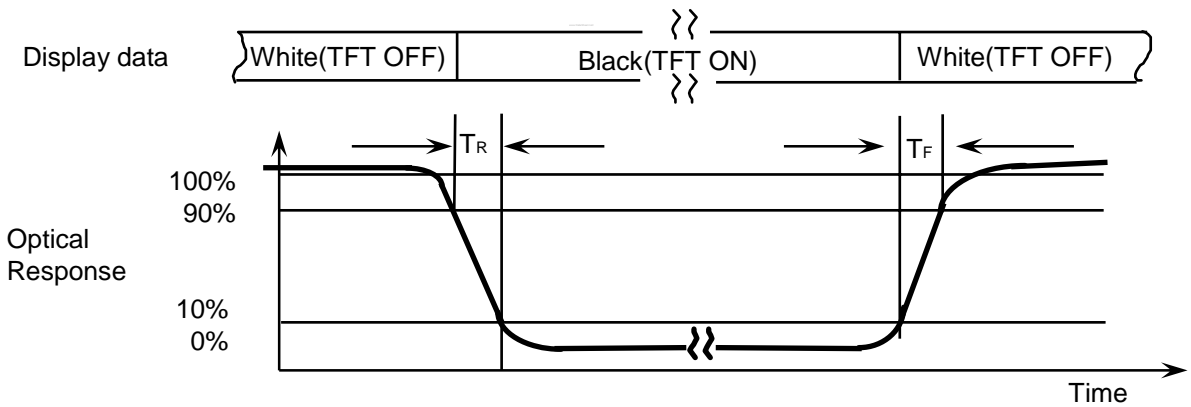 Display data
White(TFT OFF) Black(TFT ON) White(TFT OFF)
TR TF
100%
90%
Optical
Response
10%
0%
Time